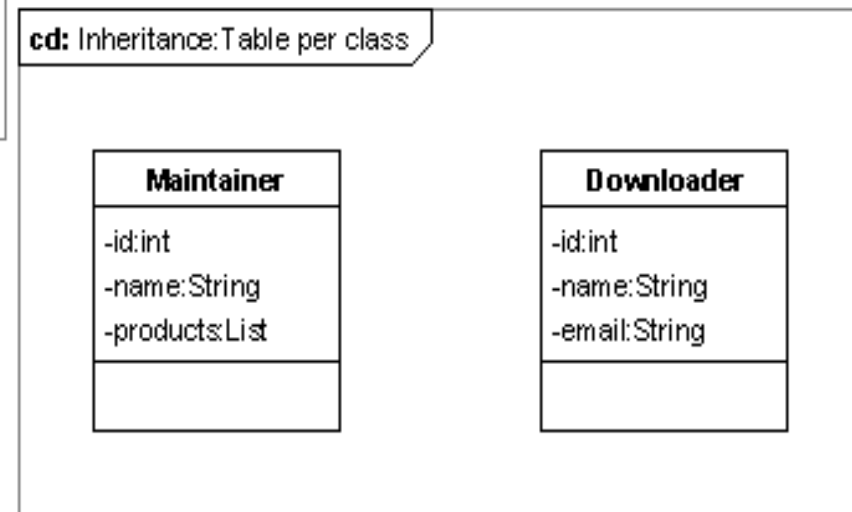 cd: Inheritance:Table per class
Maintainer
-id:int
-name:String
-products:List
Downloader
-id:int
-name:String
-email:String